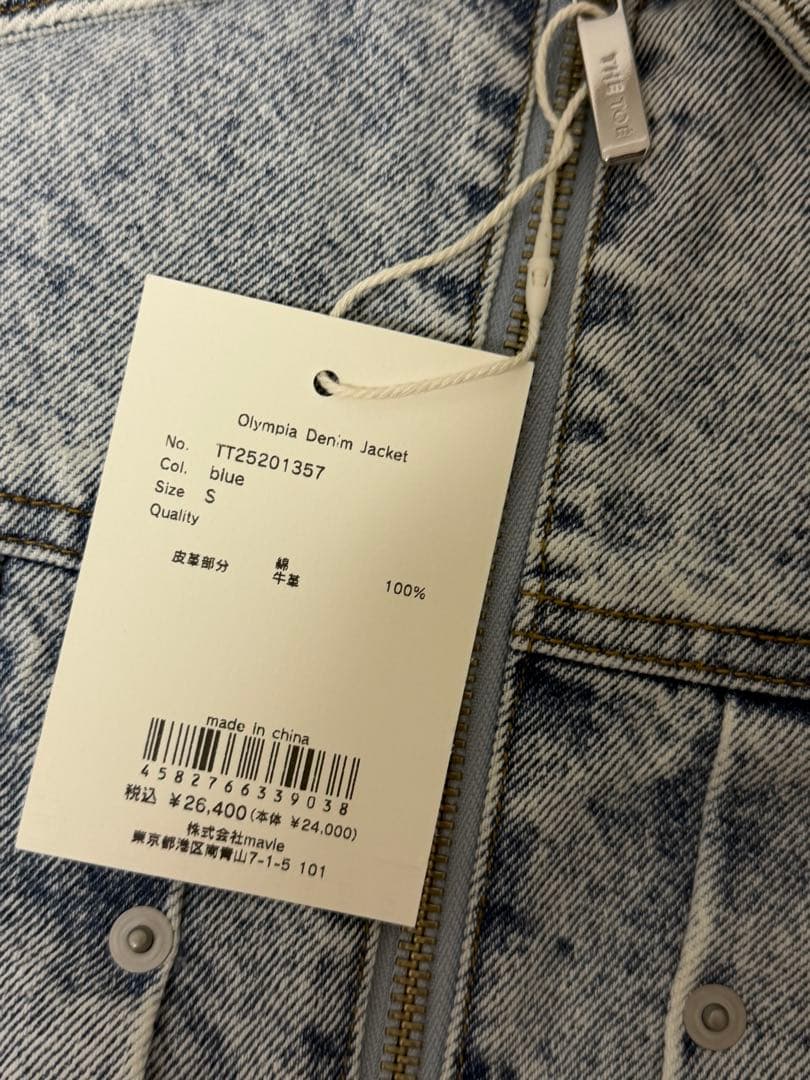 Olympia Denim Jacket
No. TT25201357
Col. blue
Size S
Quality
綿 100%
皮革部分 牛革
made in china
4582766339038
税込 ¥26,400(本体 ¥24,000)
株式会社mavie
東京都港区南青山7-1-5 101